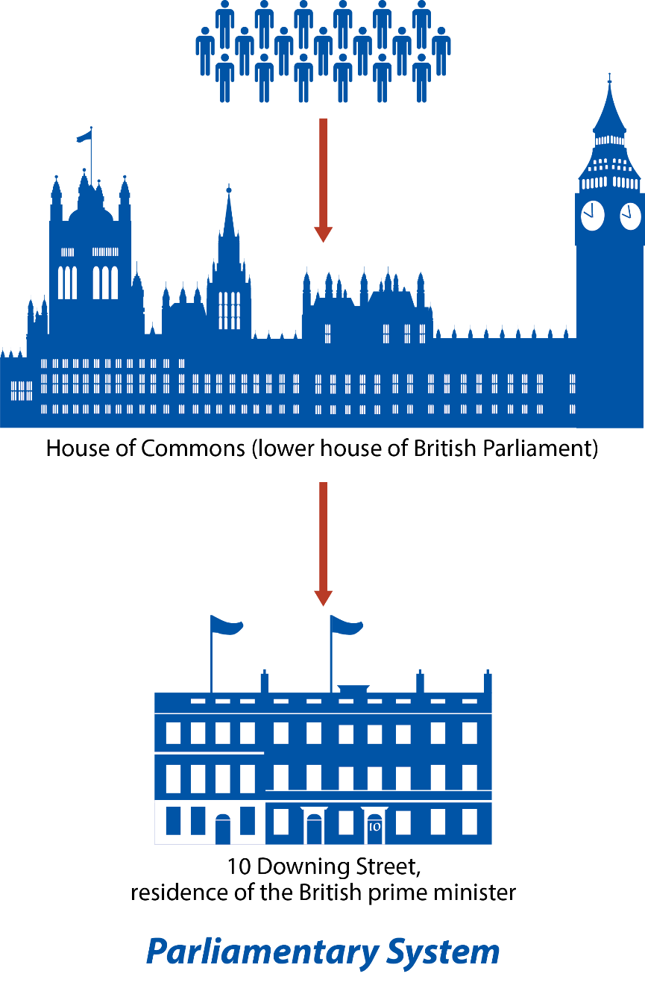 House of Commons (lower house of British Parliament)
10
10 Downing Street,
residence of the British prime minister
Parliamentary System